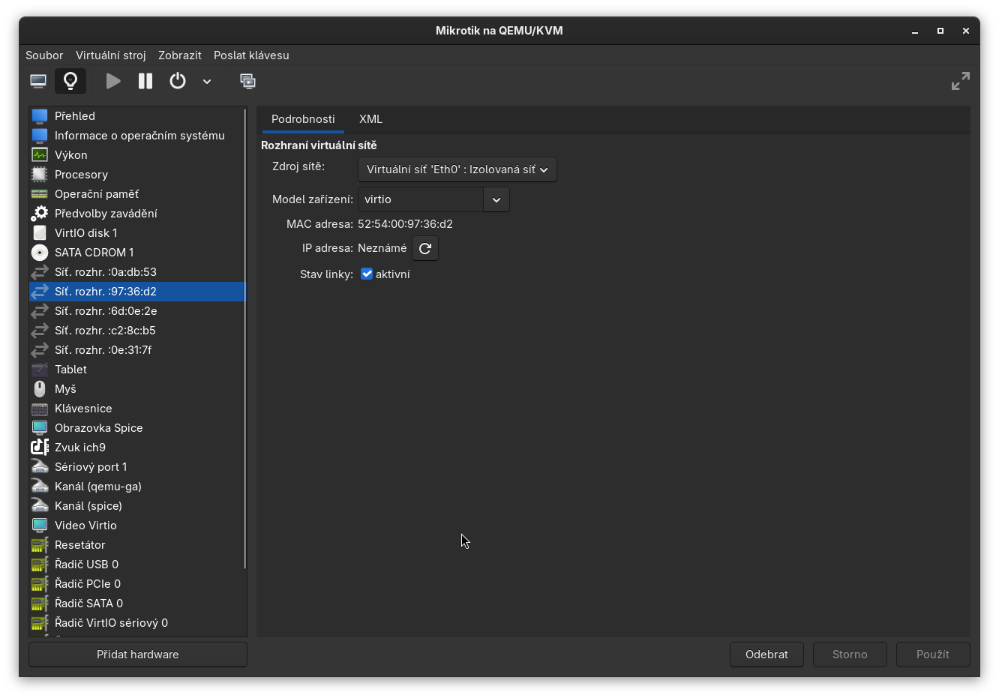 Mikrotik na QEMU/KVM
Soubor Virtuální stroj Zobrazit Poslat klávesu
Přehled
Informace o operačním systému
Výkon
Procesory
Operační paměť
Předvolby zavádění
VirtIO disk 1
SATA CDROM 1
Síť. rozhr. :0a:db:53
Síť. rozhr. :97:36:d2
Síť. rozhr. :6d:0e:2e
Síť. rozhr. :c2:8c:b5
Síť. rozhr. :0e:31:7f
Tablet
Myš
Klávesnice
Obrazovka Spice
Zvuk ich9
Sériový port 1
Kanál (qemu-ga)
Kanál (spice)
Video Virtio
Resetátor
Řadič USB 0
Řadič PCIe 0
Řadič SATA 0
Řadič VirtIO sériový 0
Přidat hardware
Podrobnosti XML
Rozhraní virtuální sítě
Zdroj sítě: Virtuální síť 'Eth0' : Izolovaná síť
Model zařízení: virtio
MAC adresa: 52:54:00:97:36:d2
IP adresa: Neznámé
Stav linky: aktivní
Odebrat Storno Použít